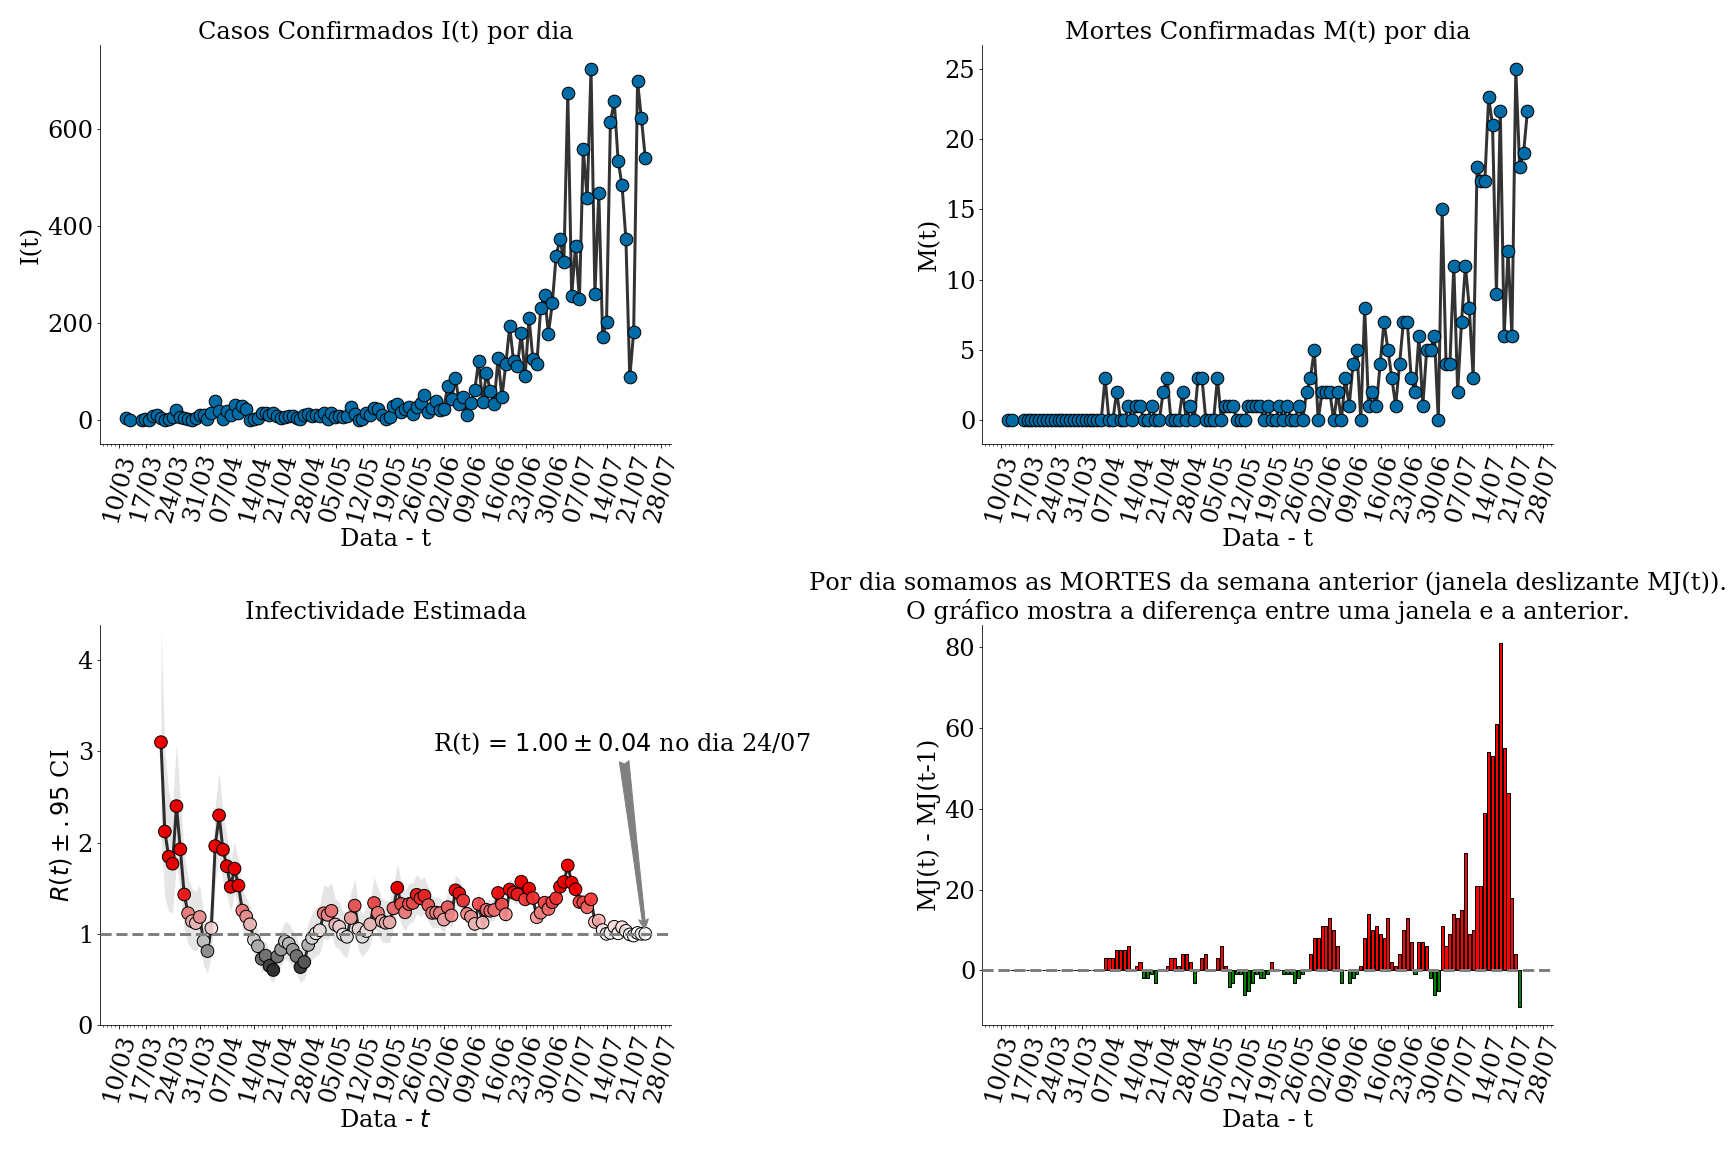 Casos Confirmados I(t) por dia
I(t)
600
400
200
0
10/03 17/03 24/03 31/03 07/04 14/04 21/04 28/04 05/05 12/05 19/05 26/05 02/06 09/06 16/06 23/06 30/06 07/07 14/07 21/07 28/07
Data - t
Mortes Confirmadas M(t) por dia
M(t)
25
20
15
10
5
0
10/03 17/03 24/03 31/03 07/04 14/04 21/04 28/04 05/05 12/05 19/05 26/05 02/06 09/06 16/06 23/06 30/06 07/07 14/07 21/07 28/07
Data - t
Infectividade Estimada
R(t) ± .95 CI
4
3
2
1
0
R(t) = 1.00 ± 0.04 no dia 24/07
10/03 17/03 24/03 31/03 07/04 14/04 21/04 28/04 05/05 12/05 19/05 26/05 02/06 09/06 16/06 23/06 30/06 07/07 14/07 21/07 28/07
Data - t
Por dia somamos as MORTES da semana anterior (janela deslizante MJ(t)).
O gráfico mostra a diferença entre uma janela e a anterior.
MJ(t) - MJ(t-1)
80
60
40
20
0
10/03 17/03 24/03 31/03 07/04 14/04 21/04 28/04 05/05 12/05 19/05 26/05 02/06 09/06 16/06 23/06 30/06 07/07 14/07 21/07 28/07
Data - t